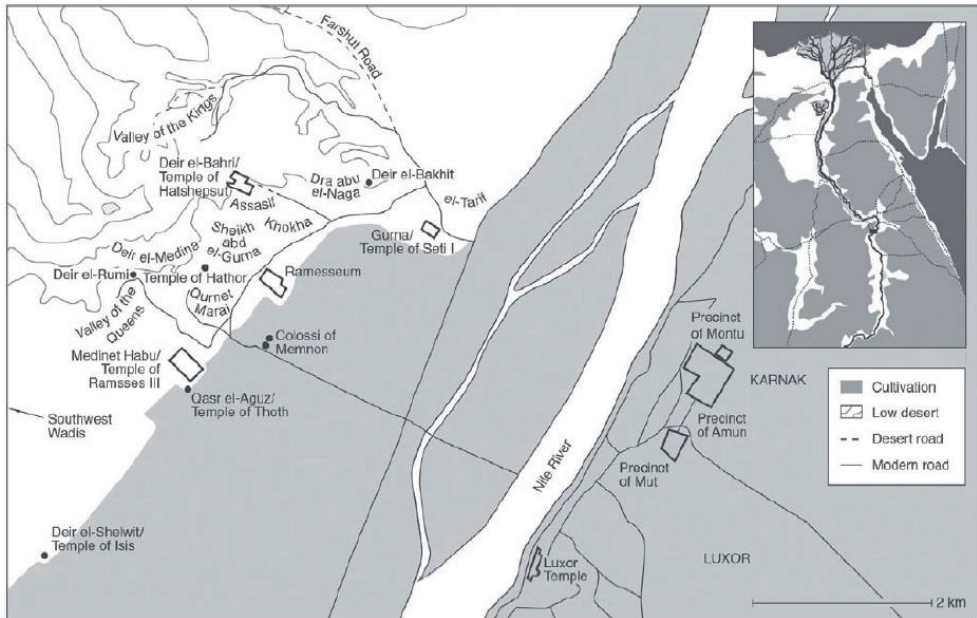 Farshut Road
Valley of the Kings
Deir el-Bahri/
Temple of
Hatshepsut
Assasif
Dra abu
el-Naga
Deir el-Bakhit
el-Tarif
Khokha
Sheikh
abd
el-Gurna
Gurna/
Temple of Seti I
Deir el-Medina
Deir el-Rumi
Temple of Hathor
Ramesseum
Qurnet
Marai
Valley of the
Queens
Colossi of
Memnon
Medinet Habu/
Temple of
Ramsses III
Qasr el-Aguz/
Temple of Thoth
Southwest
Wadis
Deir el-Shelwit/
Temple of Isis
Nile River
Precinct
of Montu
KARNAK
Precinct
of Amun
Precinct
of Mut
Luxor
Temple
LUXOR
Cultivation
Low desert
Desert road
Modern road
2 km